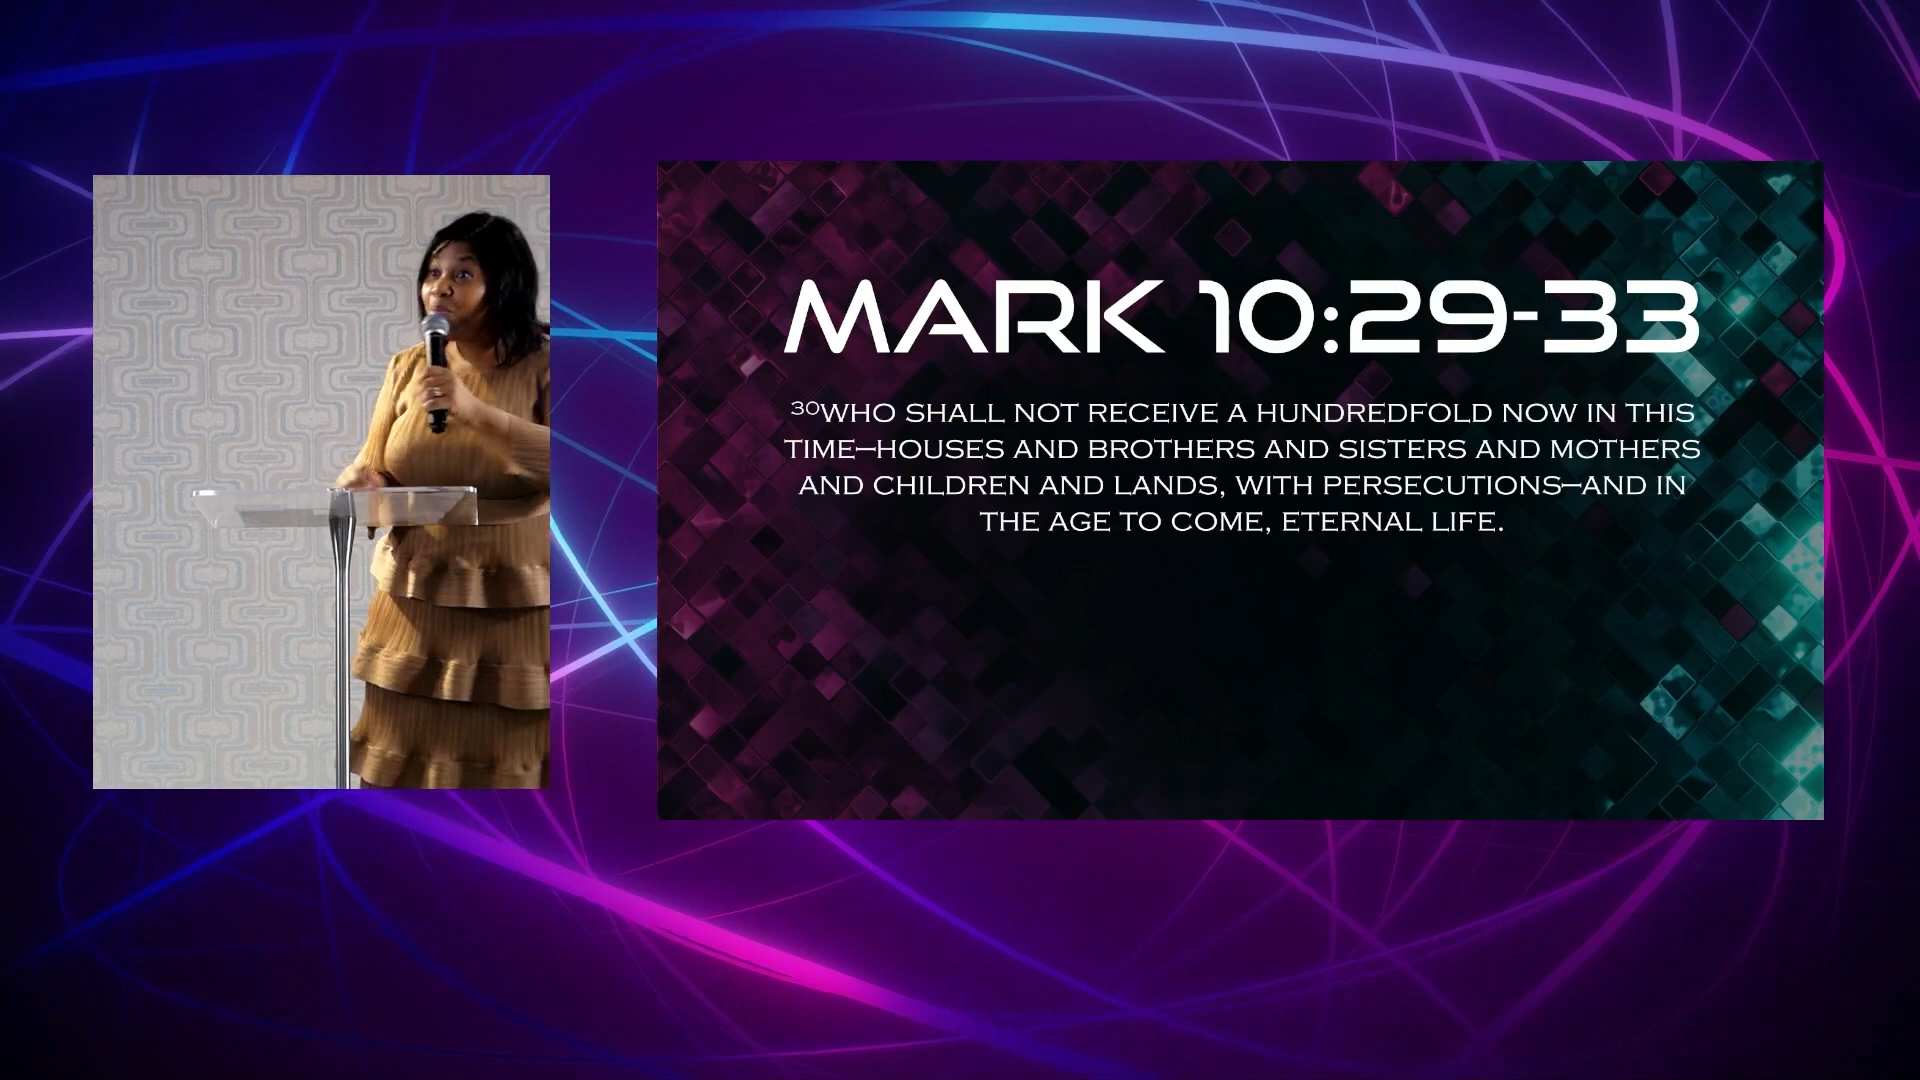 MARK 10:29-33
30WHO SHALL NOT RECEIVE A HUNDREDFOLD NOW IN THIS
TIME—HOUSES AND BROTHERS AND SISTERS AND MOTHERS
AND CHILDREN AND LANDS, WITH PERSECUTIONS—AND IN
THE AGE TO COME, ETERNAL LIFE.